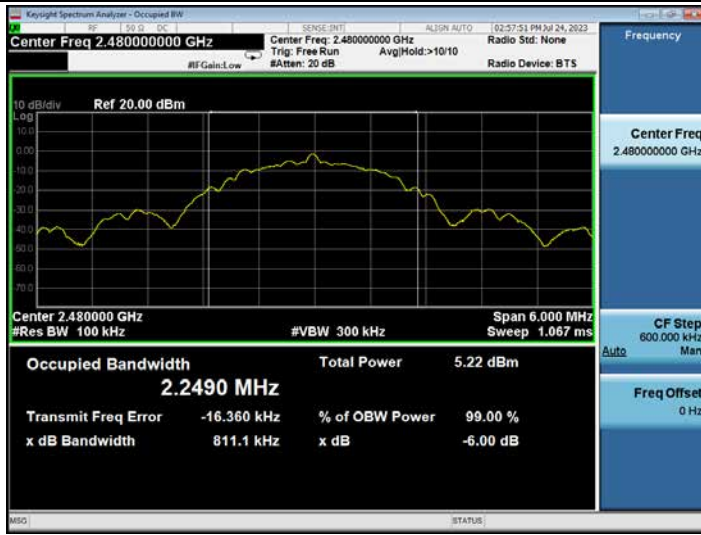 Keysight Spectrum Analyzer - Occupied BW
RF 50 Ω DC SENSE:INT ALIGN AUTO 02:57:51 PM Jul 24, 2023
Center Freq 2.480000000 GHz
Center Freq: 2.480000000 GHz Radio Std: None
Trig: Free Run Avg|Hold:>10/10
#IFGain:Low #Atten: 20 dB Radio Device: BTS
Frequency
10 dB/div Ref 20.00 dBm
Log
10.0
0.00
-10.0
-20.0
-30.0
-40.0
-50.0
-60.0
-70.0
Center 2.480000 GHz Span 6.000 MHz
#Res BW 100 kHz #VBW 300 kHz Sweep 1.067 ms
Occupied Bandwidth Total Power 5.22 dBm
2.2490 MHz
Transmit Freq Error -16.360 kHz % of OBW Power 99.00 %
x dB Bandwidth 811.1 kHz x dB -6.00 dB
Center Freq
2.480000000 GHz
CF Step
600.000 kHz
Auto Man
Freq Offset
0 Hz
MSG STATUS